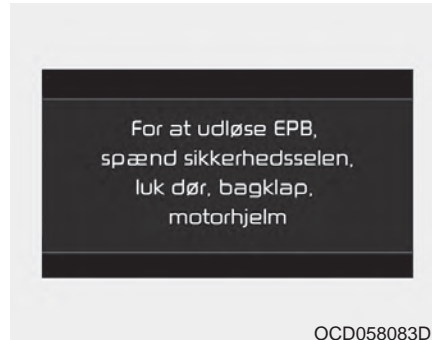 For at udløse EPB,
spænd sikkerhedsselen,
luk dør, bagklap,
motorhjelm
OCD058083D